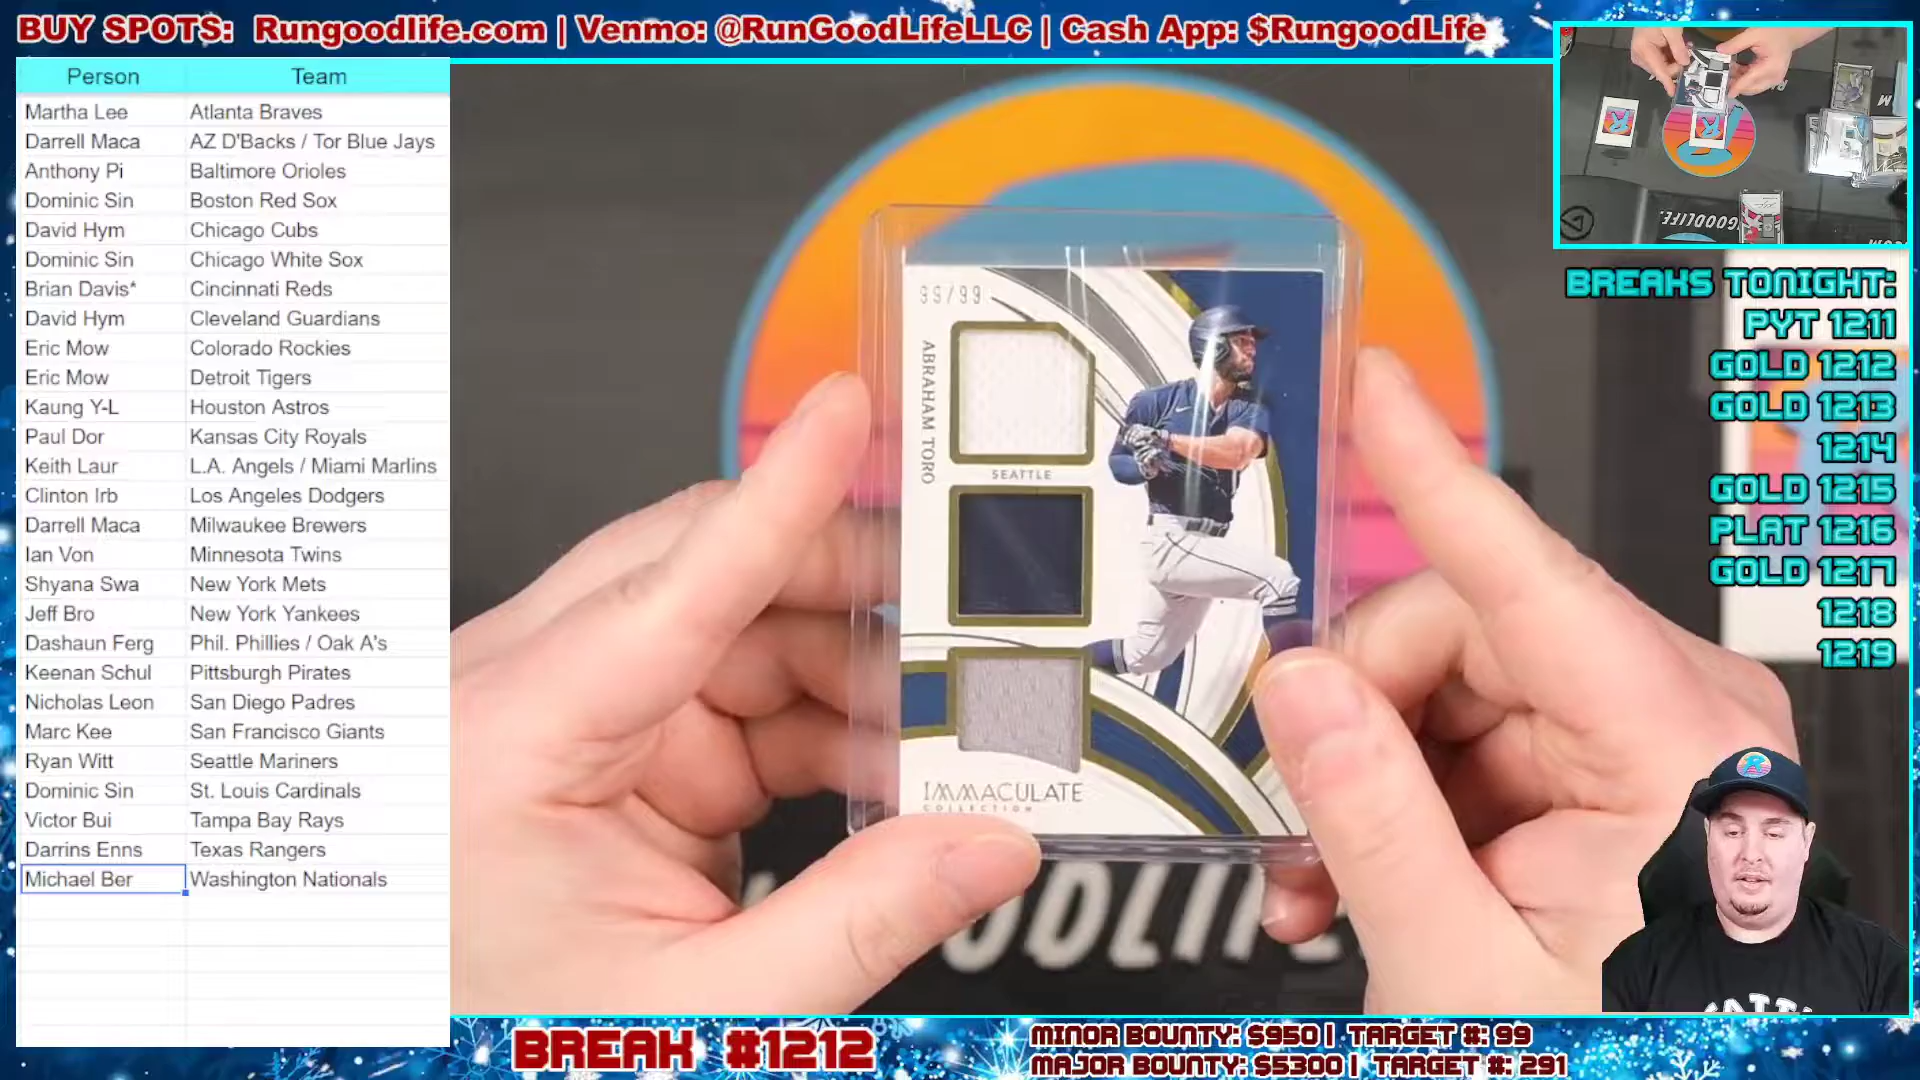 BUY SPOTS: Rungoodlife.com | Venmo: @RunGoodLifeLLC | Cash App: $RungoodLife
Person Team
Martha Lee Atlanta Braves
Darrell Maca AZ D'Backs / Tor Blue Jays
Anthony Pi Baltimore Orioles
Dominic Sin Boston Red Sox
David Hym Chicago Cubs
Dominic Sin Chicago White Sox
Brian Davis* Cincinnati Reds
David Hym Cleveland Guardians
Eric Mow Colorado Rockies
Eric Mow Detroit Tigers
Kaung Y-L Houston Astros
Paul Dor Kansas City Royals
Keith Laur L.A. Angels / Miami Marlins
Clinton Irb Los Angeles Dodgers
Darrell Maca Milwaukee Brewers
Ian Von Minnesota Twins
Shyana Swa New York Mets
Jeff Bro New York Yankees
Dashaun Ferg Phil. Phillies / Oak A's
Keenan Schul Pittsburgh Pirates
Nicholas Leon San Diego Padres
Marc Kee San Francisco Giants
Ryan Witt Seattle Mariners
Dominic Sin St. Louis Cardinals
Victor Bui Tampa Bay Rays
Darrins Enns Texas Rangers
Michael Ber Washington Nationals
99/99
ABRAHAM TORO
SEATTLE
IMMACULATE
COLLECTION
GOODLIFE.
BREAKS TONIGHT:
PYT 1211
GOLD 1212
GOLD 1213
1214
GOLD 1215
PLAT 1216
GOLD 1217
1218
1219
BREAK #1212
MINOR BOUNTY: $950 | TARGET #: 99
MAJOR BOUNTY: $5300 | TARGET #: 291